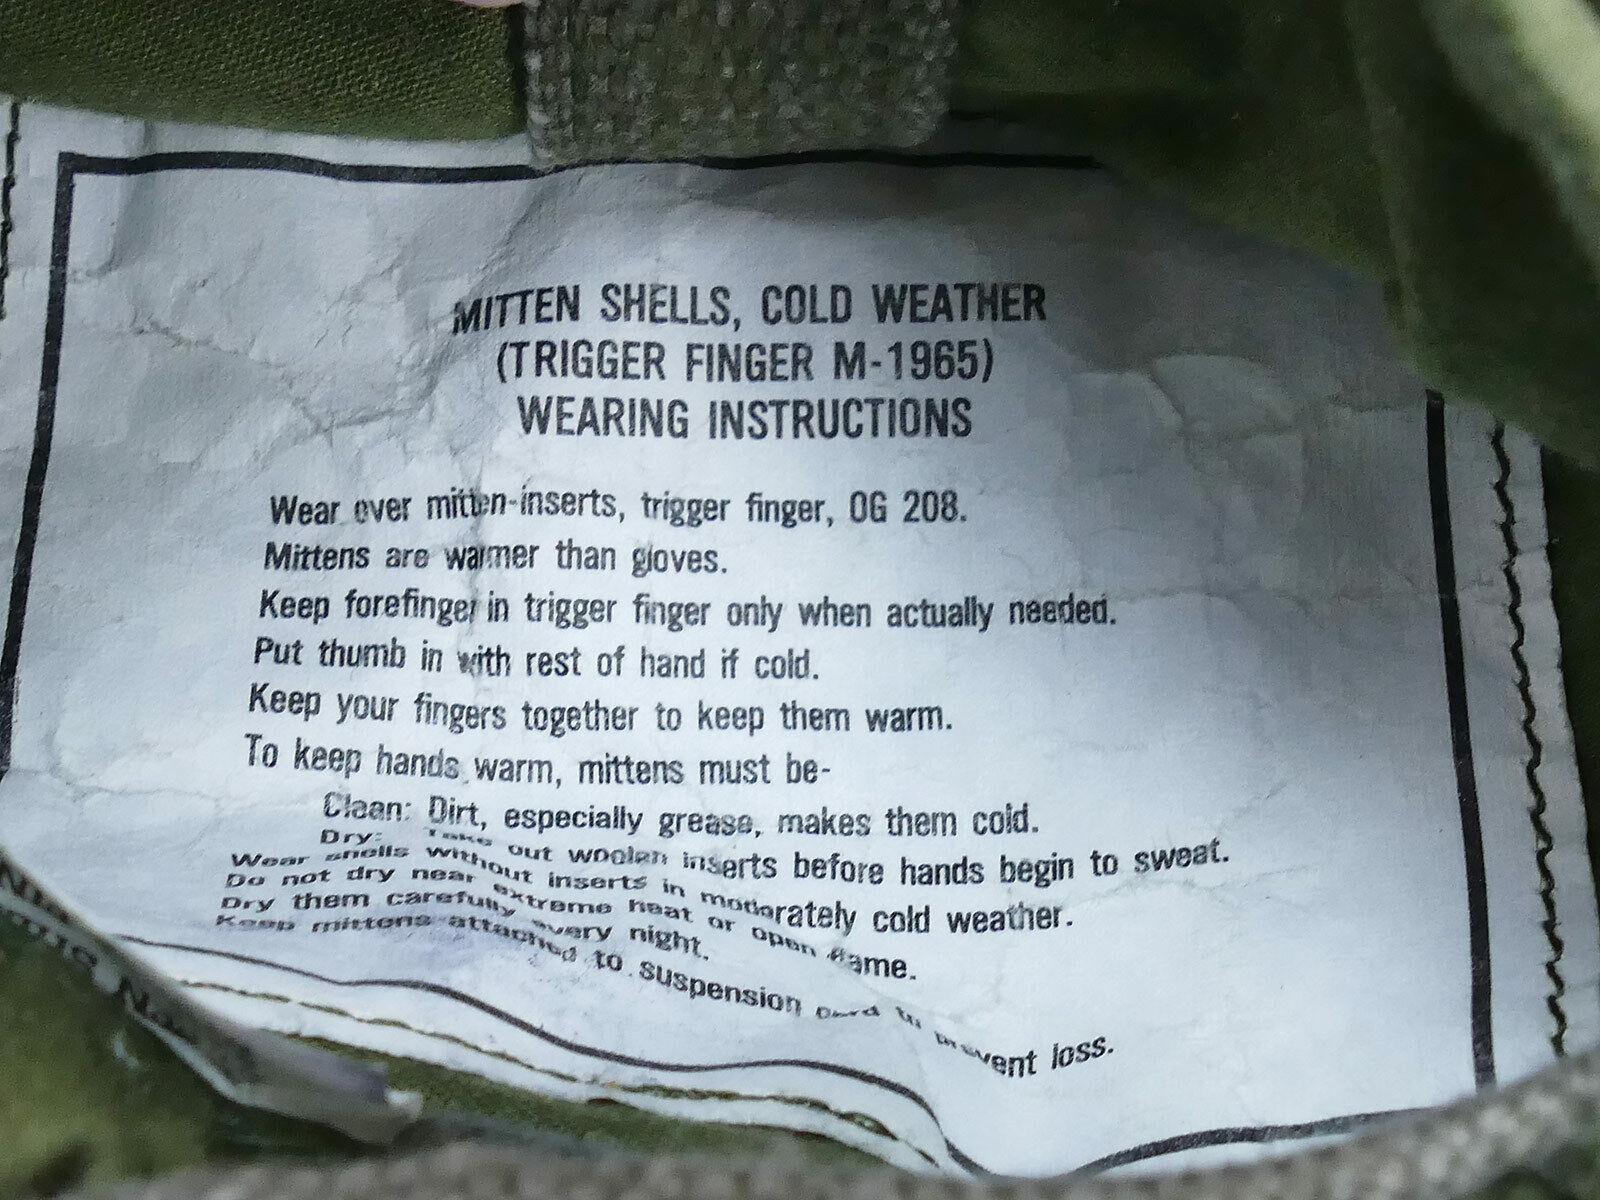 MITTEN SHELLS, COLD WEATHER
(TRIGGER FINGER M-1965)
WEARING INSTRUCTIONS
Wear over mitten-inserts, trigger finger, OG 208.
Mittens are warmer than gloves.
Keep forefinger in trigger finger only when actually needed.
Put thumb in with rest of hand if cold.
Keep your fingers together to keep them warm.
To keep hands warm, mittens must be-
Clean: Dirt, especially grease, makes them cold.
Dry: Take out woolen inserts before hands begin to sweat.
Wear shells without inserts in moderately cold weather.
Do not dry near extreme heat or open flame.
Dry them carefully every night.
Keep mittens attached to suspension cord to prevent loss.